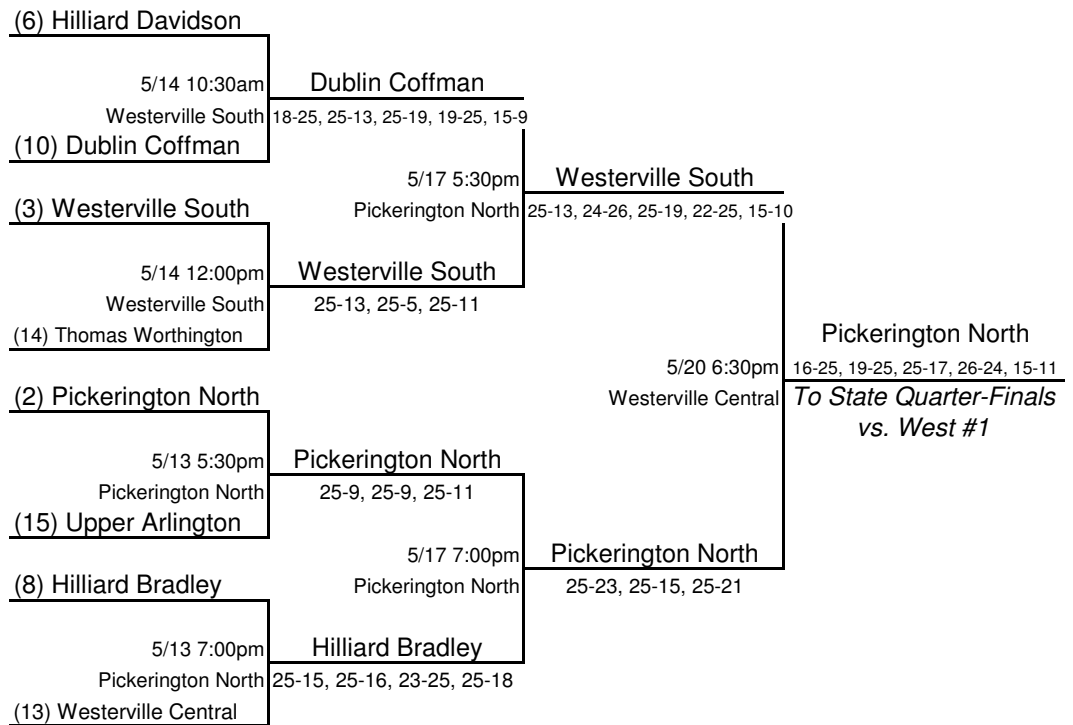 (6) Hilliard Davidson
5/14 10:30am
Westerville South
(10) Dublin Coffman
Dublin Coffman
18-25, 25-13, 25-19, 19-25, 15-9
(3) Westerville South
5/14 12:00pm
Westerville South
(14) Thomas Worthington
Westerville South
25-13, 25-5, 25-11
5/17 5:30pm
Pickerington North
Westerville South
25-13, 24-26, 25-19, 22-25, 15-10
(2) Pickerington North
5/13 5:30pm
Pickerington North
(15) Upper Arlington
Pickerington North
25-9, 25-9, 25-11
(8) Hilliard Bradley
5/13 7:00pm
Pickerington North
(13) Westerville Central
Hilliard Bradley
25-15, 25-16, 23-25, 25-18
5/17 7:00pm
Pickerington North
Pickerington North
25-23, 25-15, 25-21
5/20 6:30pm
Westerville Central
Pickerington North
16-25, 19-25, 25-17, 26-24, 15-11
To State Quarter-Finals
vs. West #1